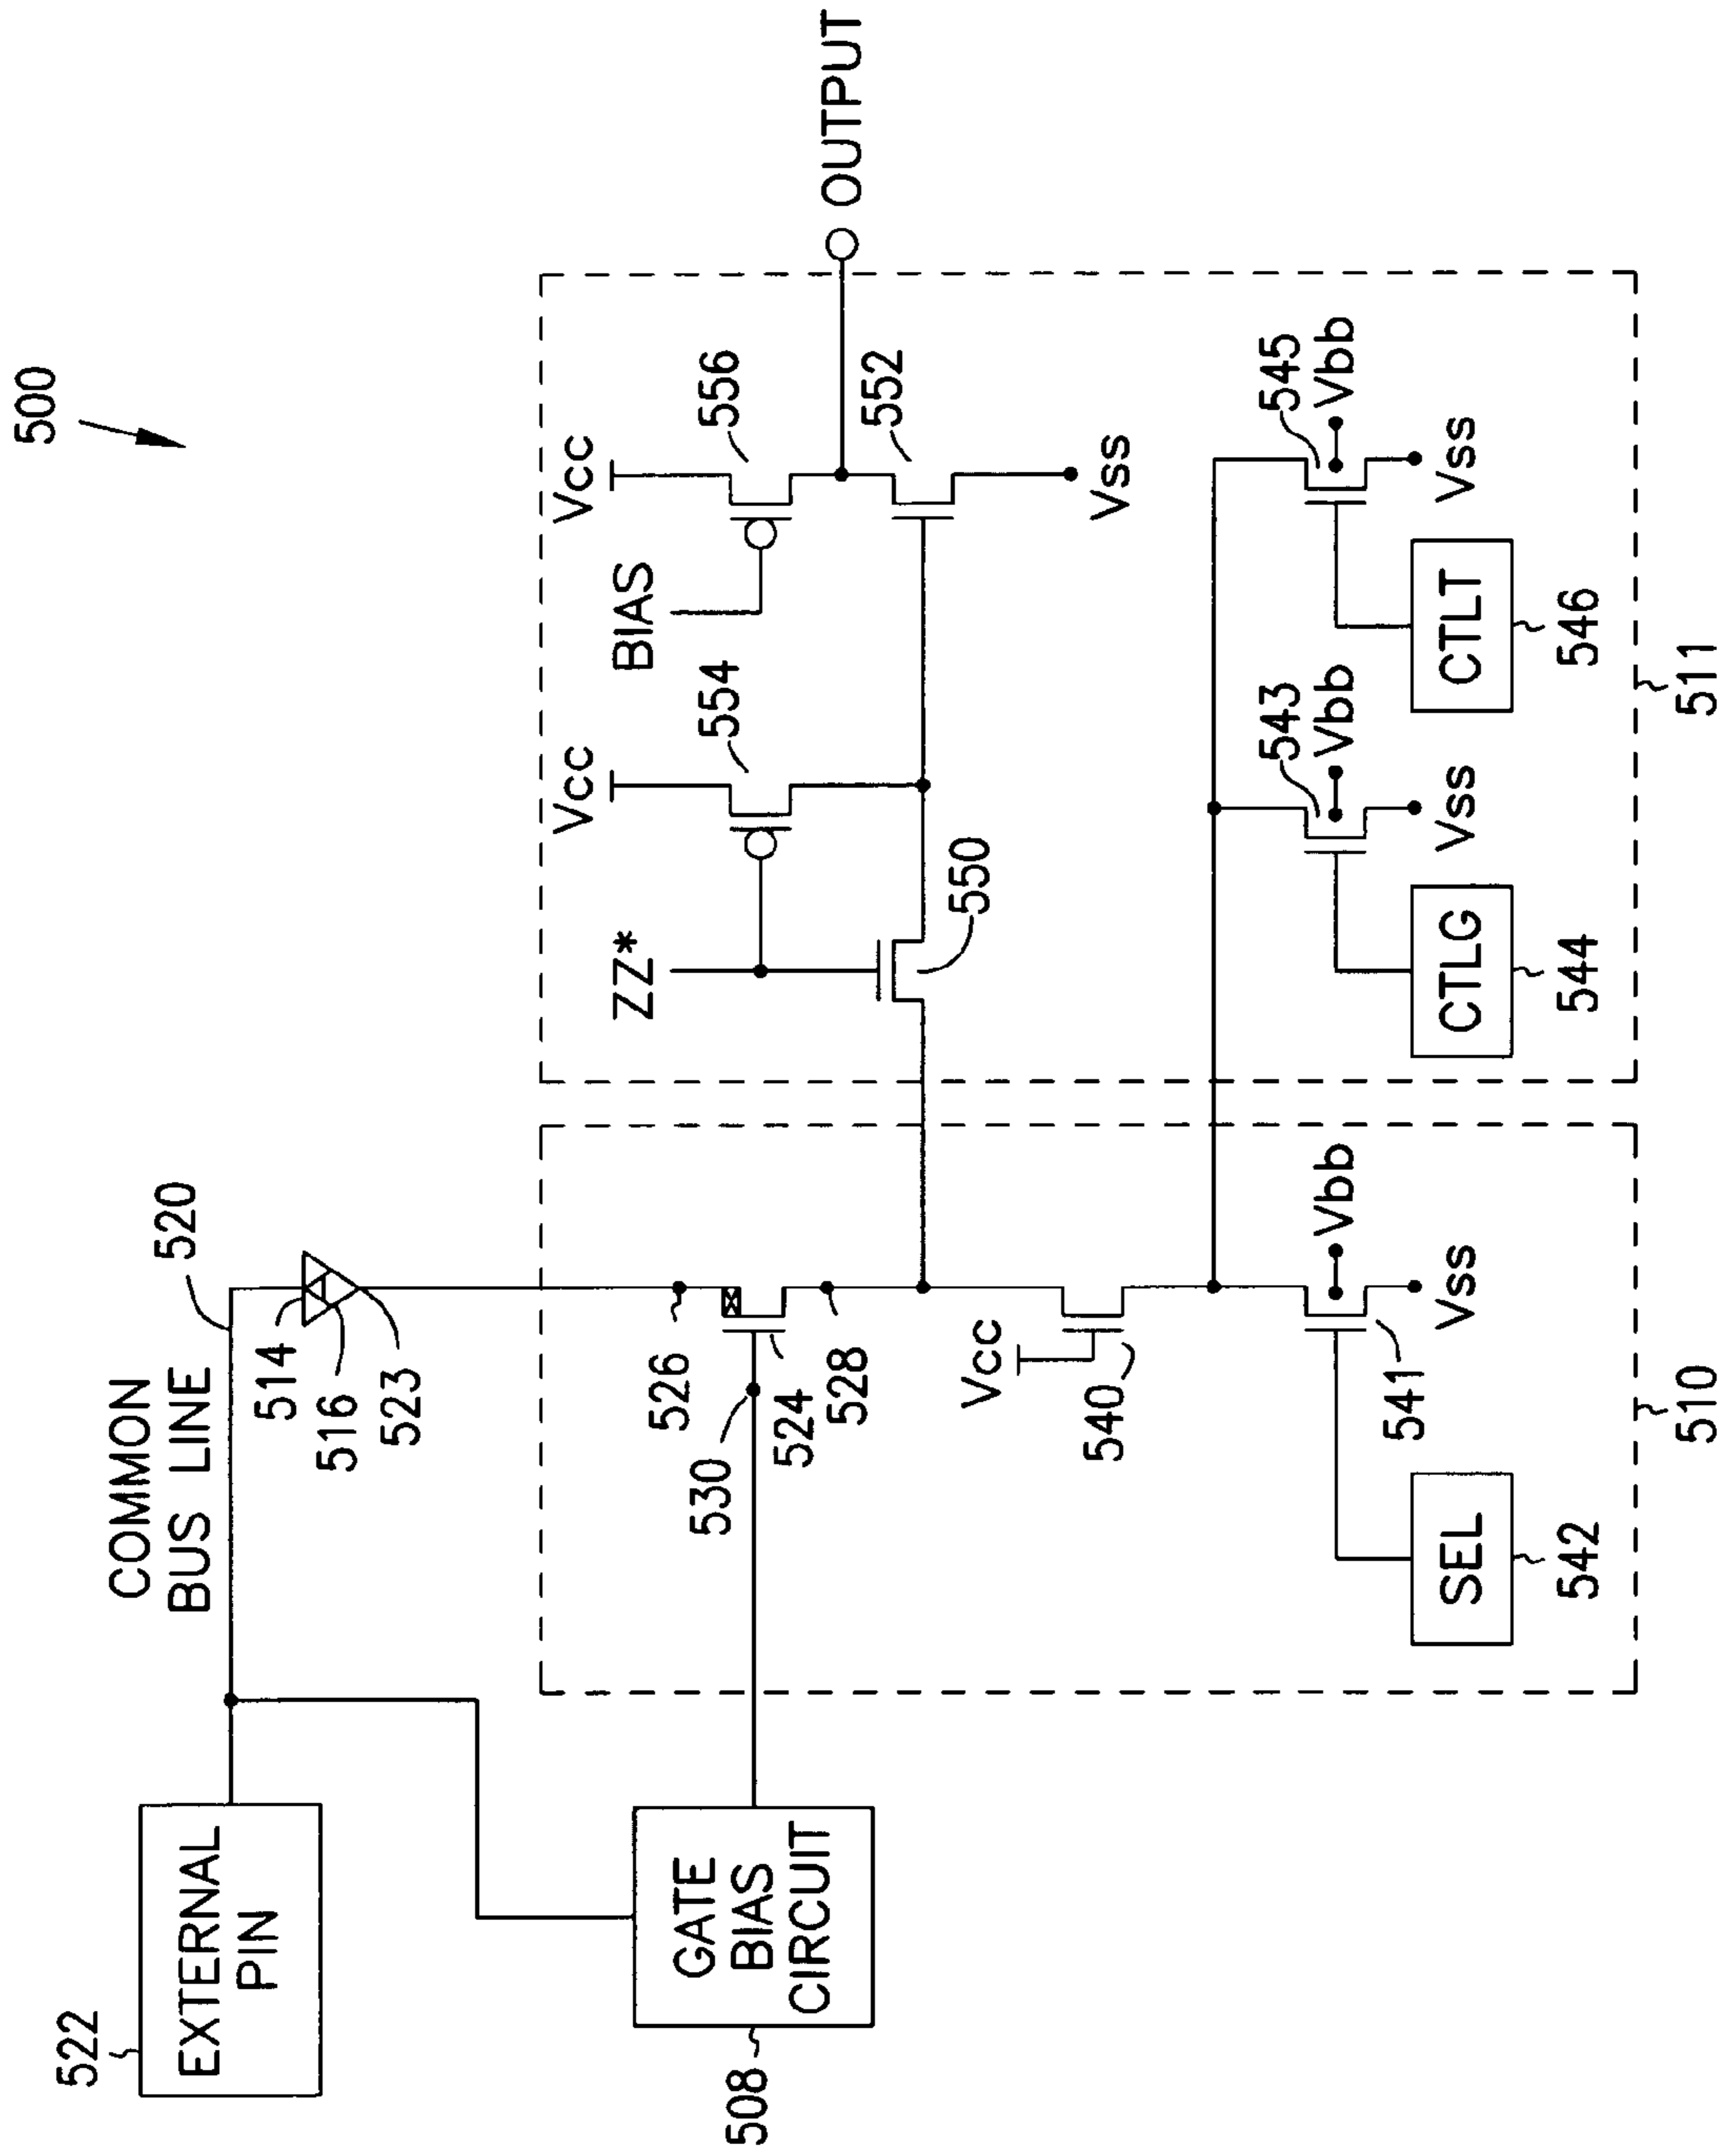 500
522
EXTERNAL
PIN
COMMON
BUS LINE
520
514
516
523
508
GATE
BIAS
CIRCUIT
530
526
524
528
Vcc
540
SEL
542
541
Vbb
Vss
510
ZZ*
550
Vcc
554
BIAS
Vcc
556
552
Vss
OUTPUT
CTLG
544
543
Vbb
Vss
CTLT
546
545
Vbb
Vss
511